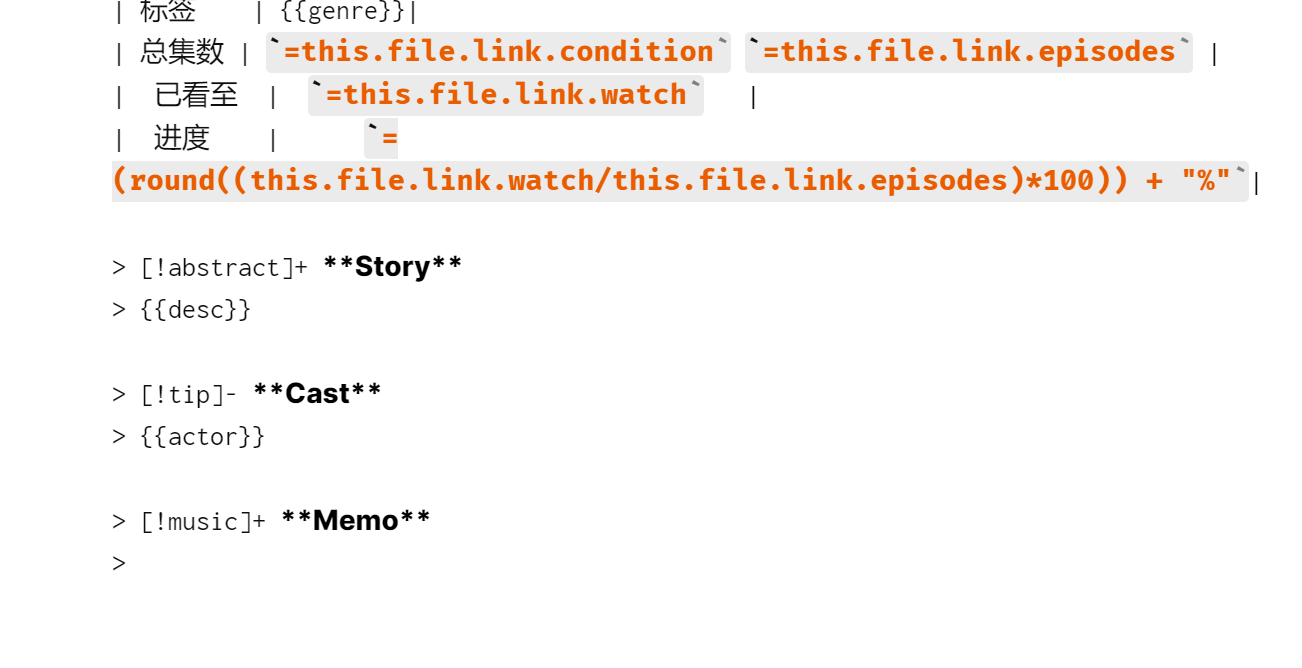 | 标签 | {{genre}}|
| 总集数 | `=this.file.link.condition` `=this.file.link.episodes` |
| 已看至 | `=this.file.link.watch` |
| 进度 | `=
(round((this.file.link.watch/this.file.link.episodes)*100)) + "%"`|
> [!abstract]+ **Story**
> {{desc}}
> [!tip]- **Cast**
> {{actor}}
> [!music]+ **Memo**
>